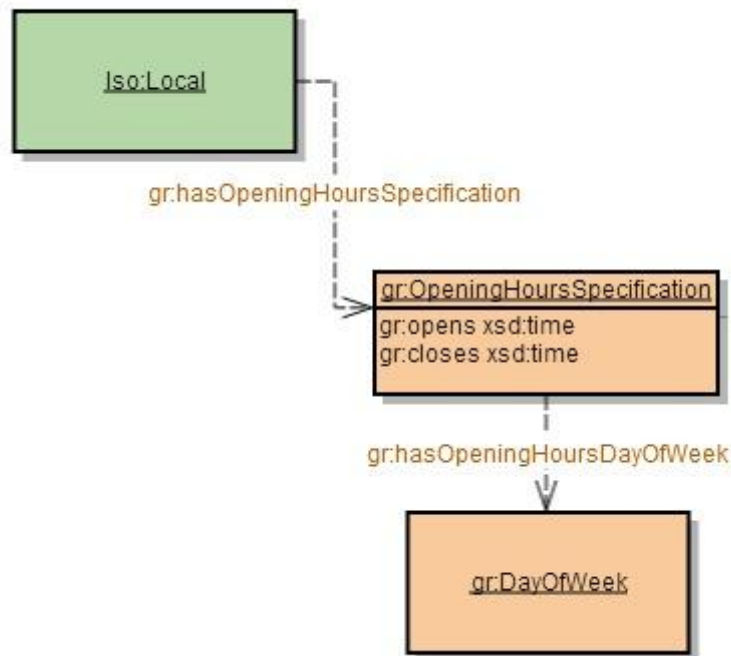 lso:Local
gr:hasOpeningHoursSpecification
gr:OpeningHoursSpecification
gr:opens xsd:time
gr:closes xsd:time
gr:hasOpeningHoursDayOfWeek
gr:DayOfWeek